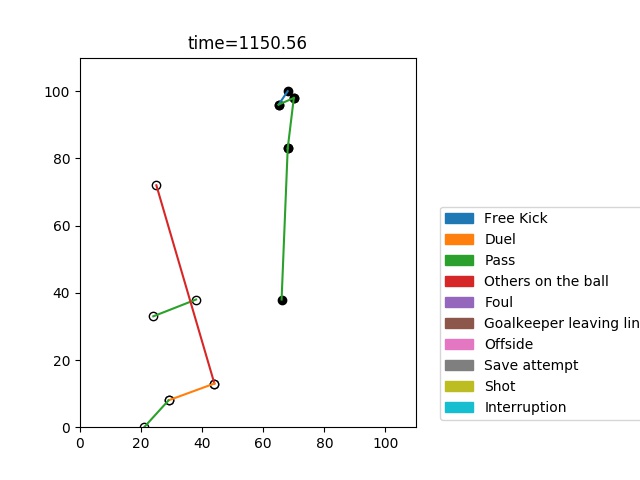 time=1150.56
100
80
60
40
20
0
0 20 40 60 80 100
Free Kick
Duel
Pass
Others on the ball
Foul
Goalkeeper leaving lin
Offside
Save attempt
Shot
Interruption